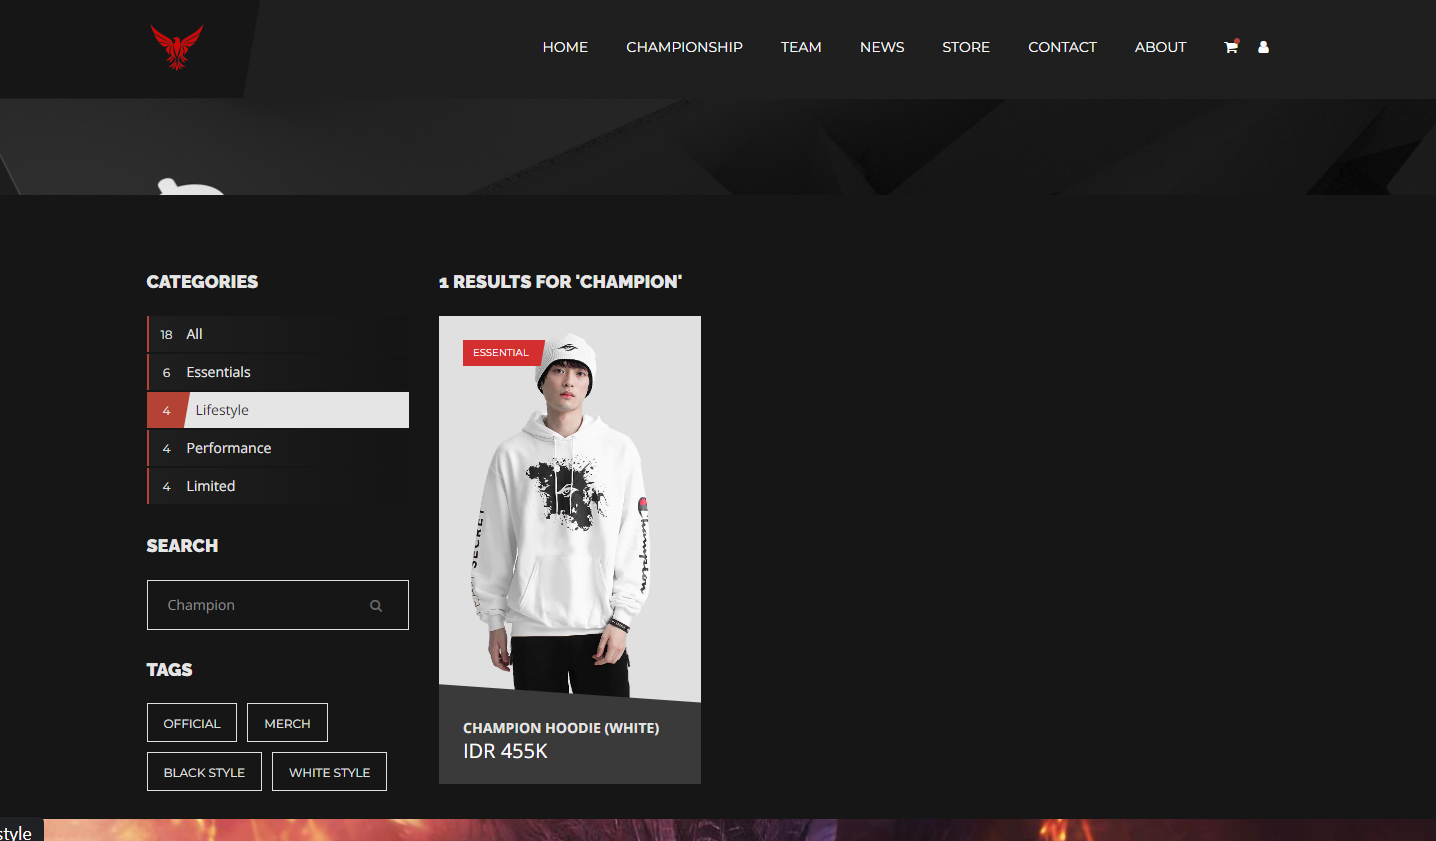 HOME CHAMPIONSHIP TEAM NEWS STORE CONTACT ABOUT
CATEGORIES
18 All
6 Essentials
4 Lifestyle
4 Performance
4 Limited
SEARCH
Champion
TAGS
OFFICIAL MERCH
BLACK STYLE WHITE STYLE
1 RESULTS FOR 'CHAMPION'
ESSENTIAL
SECRET
Champion
CHAMPION HOODIE (WHITE)
IDR 455K
style